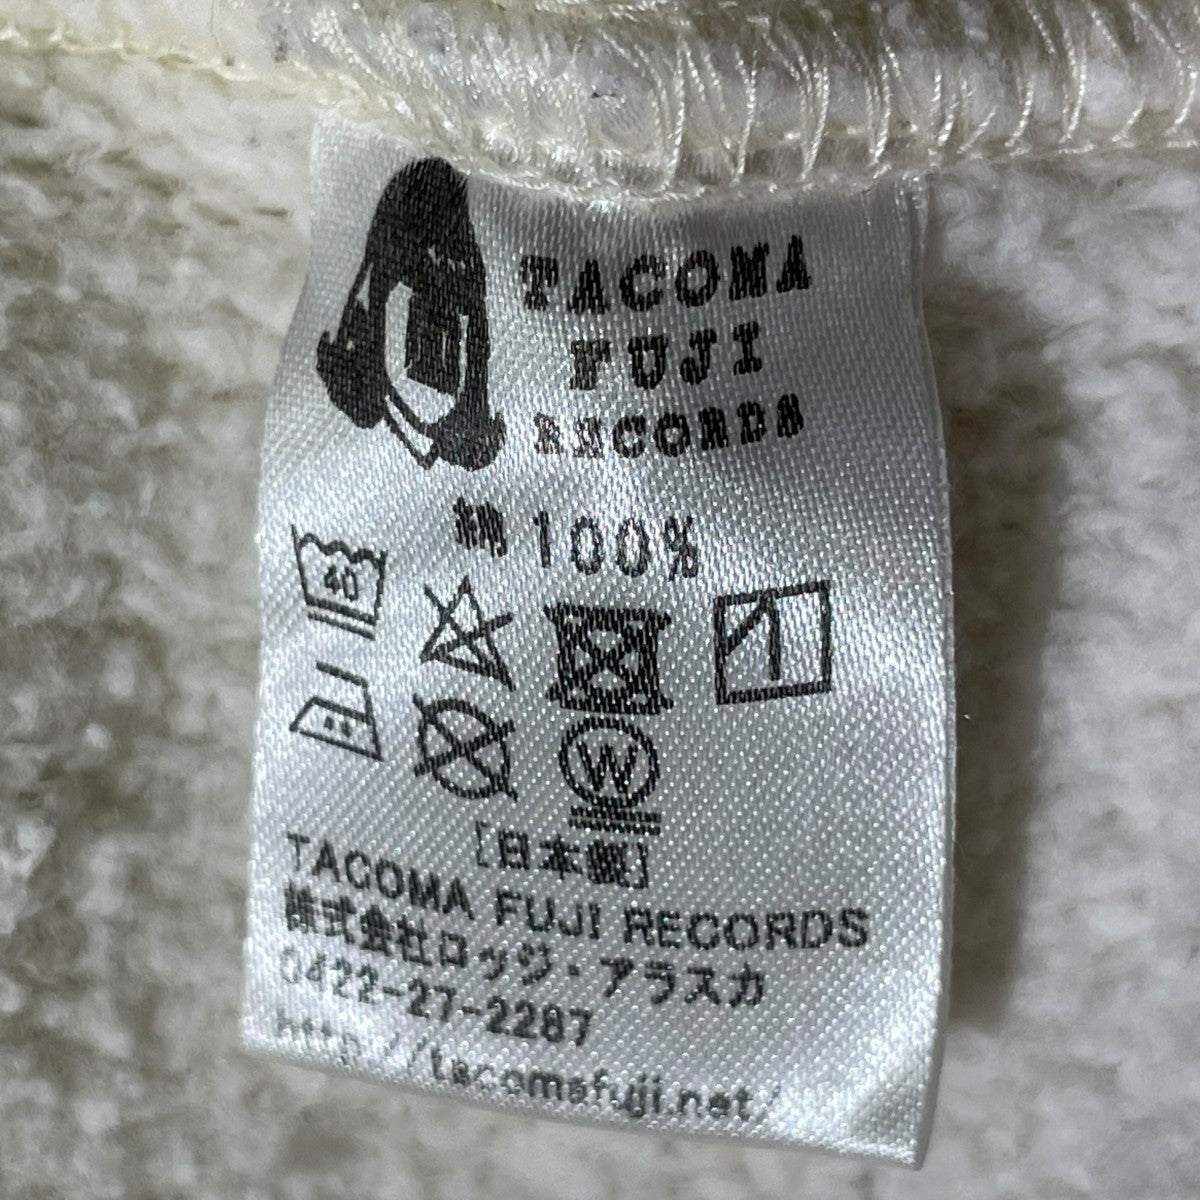 TACOMA
FUJI
RECORDS
綿 100%
40
W
[日本製]
TACOMA FUJI RECORDS
株式会社ロッジ・アラスカ
0422-27-2287
http://tacomafuji.net/